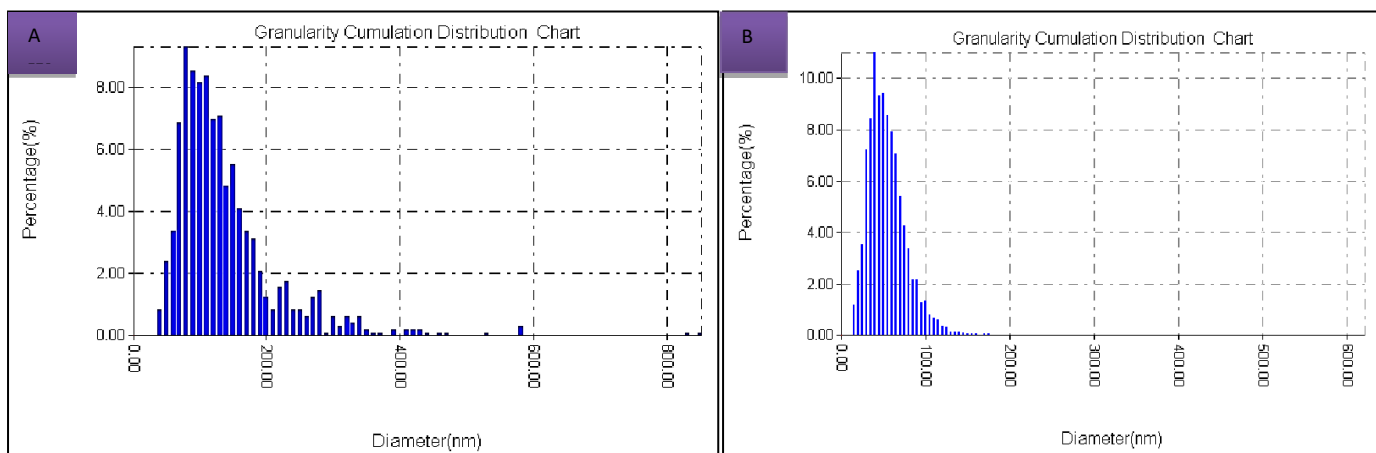 A
Granularity Cumulation Distribution Chart
Percentage(%)
8.00
6.00
4.00
2.00
0.00
0.00
200.00
400.00
600.00
800.00
Diameter(nm)
B
Granularity Cumulation Distribution Chart
Percentage(%)
10.00
8.00
6.00
4.00
2.00
0.00
0.00
100.00
200.00
300.00
400.00
500.00
600.00
Diameter(nm)